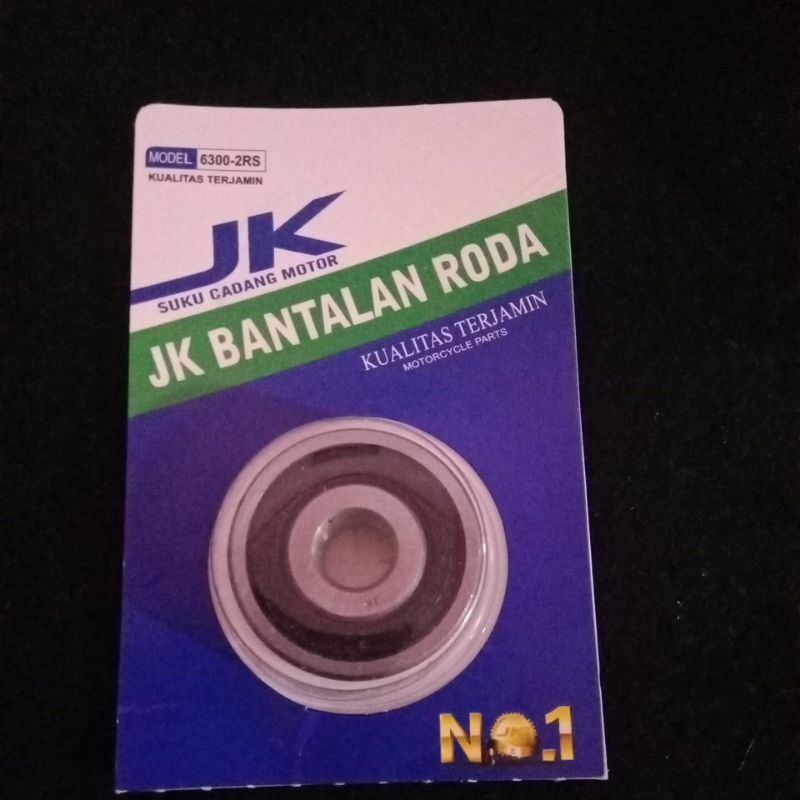 MODEL 6300-2RS
KUALITAS TERJAMIN
JK
SUKU CADANG MOTOR
JK BANTALAN RODA
KUALITAS TERJAMIN
MOTORCYCLE PARTS
NO.1